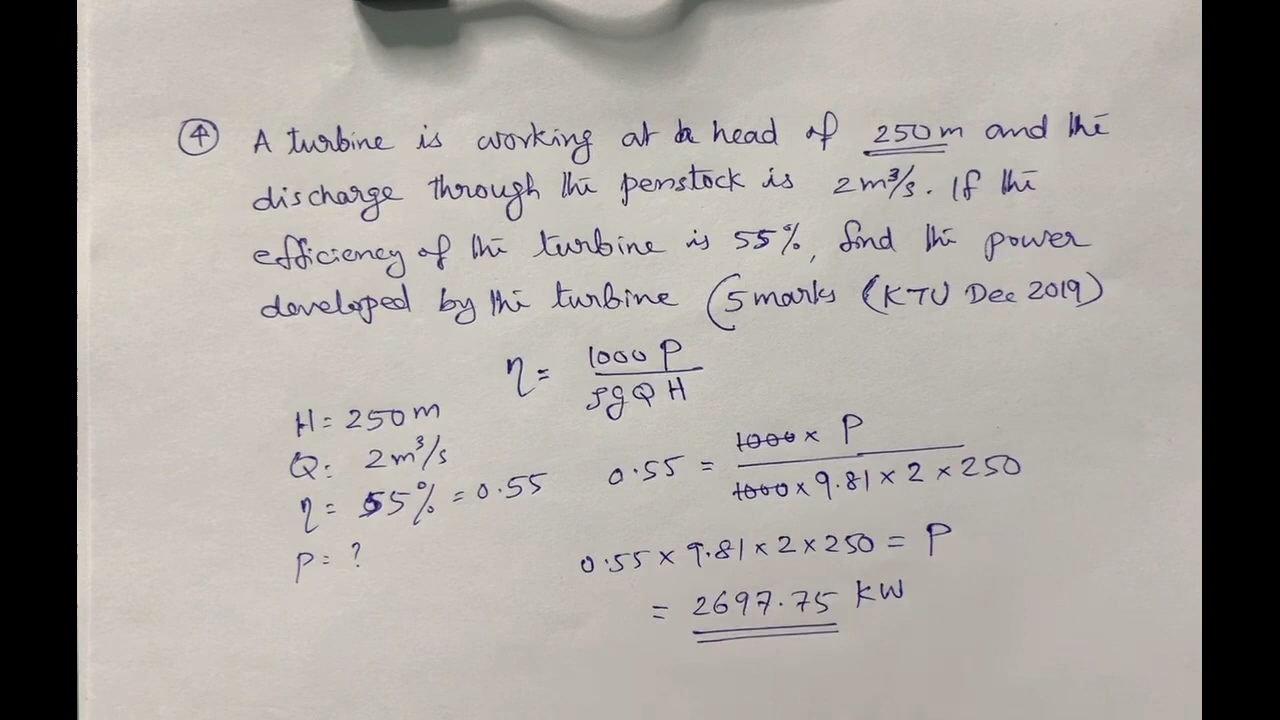 ④ A turbine is working at a head of 250m and the
discharge through the penstock is 2m³/s. If the
efficiency of the turbine is 55%, find the power
developed by the turbine (5 marks (KTU Dec 2019)
η = 1000 P / ρgQH
H = 250m
Q: 2m³/s
η = 55% = 0.55
P = ?
0.55 = 1000 × P / 1000 × 9.81 × 2 × 250
0.55 × 9.81 × 2 × 250 = P
= 2697.75 KW